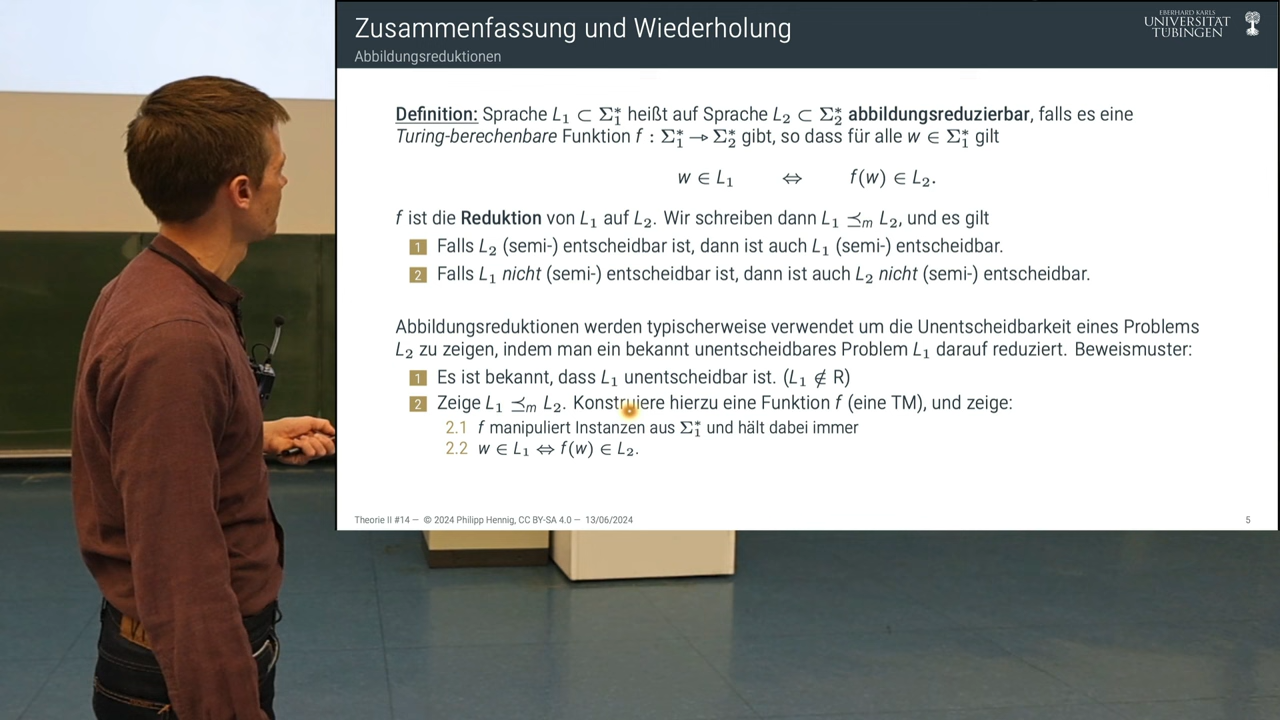 Zusammenfassung und Wiederholung
Abbildungsreduktionen
EBERHARD KARLS
UNIVERSITÄT
TÜBINGEN
Definition: Sprache L₁ ⊂ Σ₁* heißt auf Sprache L₂ ⊂ Σ₂* abbildungsreduzierbar, falls es eine
Turing-berechenbare Funktion f : Σ₁* → Σ₂* gibt, so dass für alle w ∈ Σ₁* gilt
w ∈ L₁ ⇔ f(w) ∈ L₂.
f ist die Reduktion von L₁ auf L₂. Wir schreiben dann L₁ ⪯ₘ L₂, und es gilt
1 Falls L₂ (semi-) entscheidbar ist, dann ist auch L₁ (semi-) entscheidbar.
2 Falls L₁ nicht (semi-) entscheidbar ist, dann ist auch L₂ nicht (semi-) entscheidbar.
Abbildungsreduktionen werden typischerweise verwendet um die Unentscheidbarkeit eines Problems
L₂ zu zeigen, indem man ein bekannt unentscheidbares Problem L₁ darauf reduziert. Beweismuster:
1 Es ist bekannt, dass L₁ unentscheidbar ist. (L₁ ∉ R)
2 Zeige L₁ ⪯ₘ L₂. Konstruiere hierzu eine Funktion f (eine TM), und zeige:
2.1 f manipuliert Instanzen aus Σ₁* und hält dabei immer
2.2 w ∈ L₁ ⇔ f(w) ∈ L₂.
Theorie II #14 — © 2024 Philipp Hennig, CC BY-SA 4.0 — 13/06/2024
5